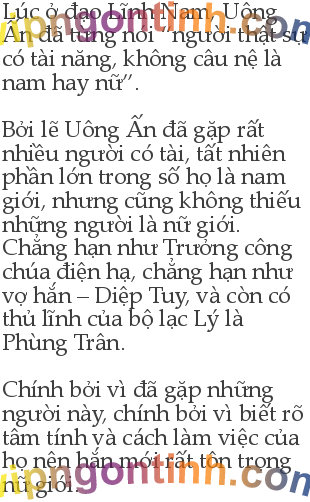 Lúc ở đạo Lĩnh Nam, Uông
Ấn đã từng nói "người thật sự
có tài năng, không câu nệ là
nam hay nữ”.
Bởi lẽ Uông Ấn đã gặp rất
nhiều người có tài, tất nhiên
phần lớn trong số họ là nam
giới, nhưng cũng không thiếu
những người là nữ giới.
Chẳng hạn như Trưởng công
chúa điện hạ, chẳng hạn như
vợ hắn – Diệp Tuy, và còn có
thủ lĩnh của bộ lạc Lý là
Phùng Trân.
Chính bởi vì đã gặp những
người này, chính bởi vì biết rõ
tâm tính và cách làm việc của
họ nên hắn mới rất tôn trọng
nữ giới.
vipngontinh.com
vipngontinh.com